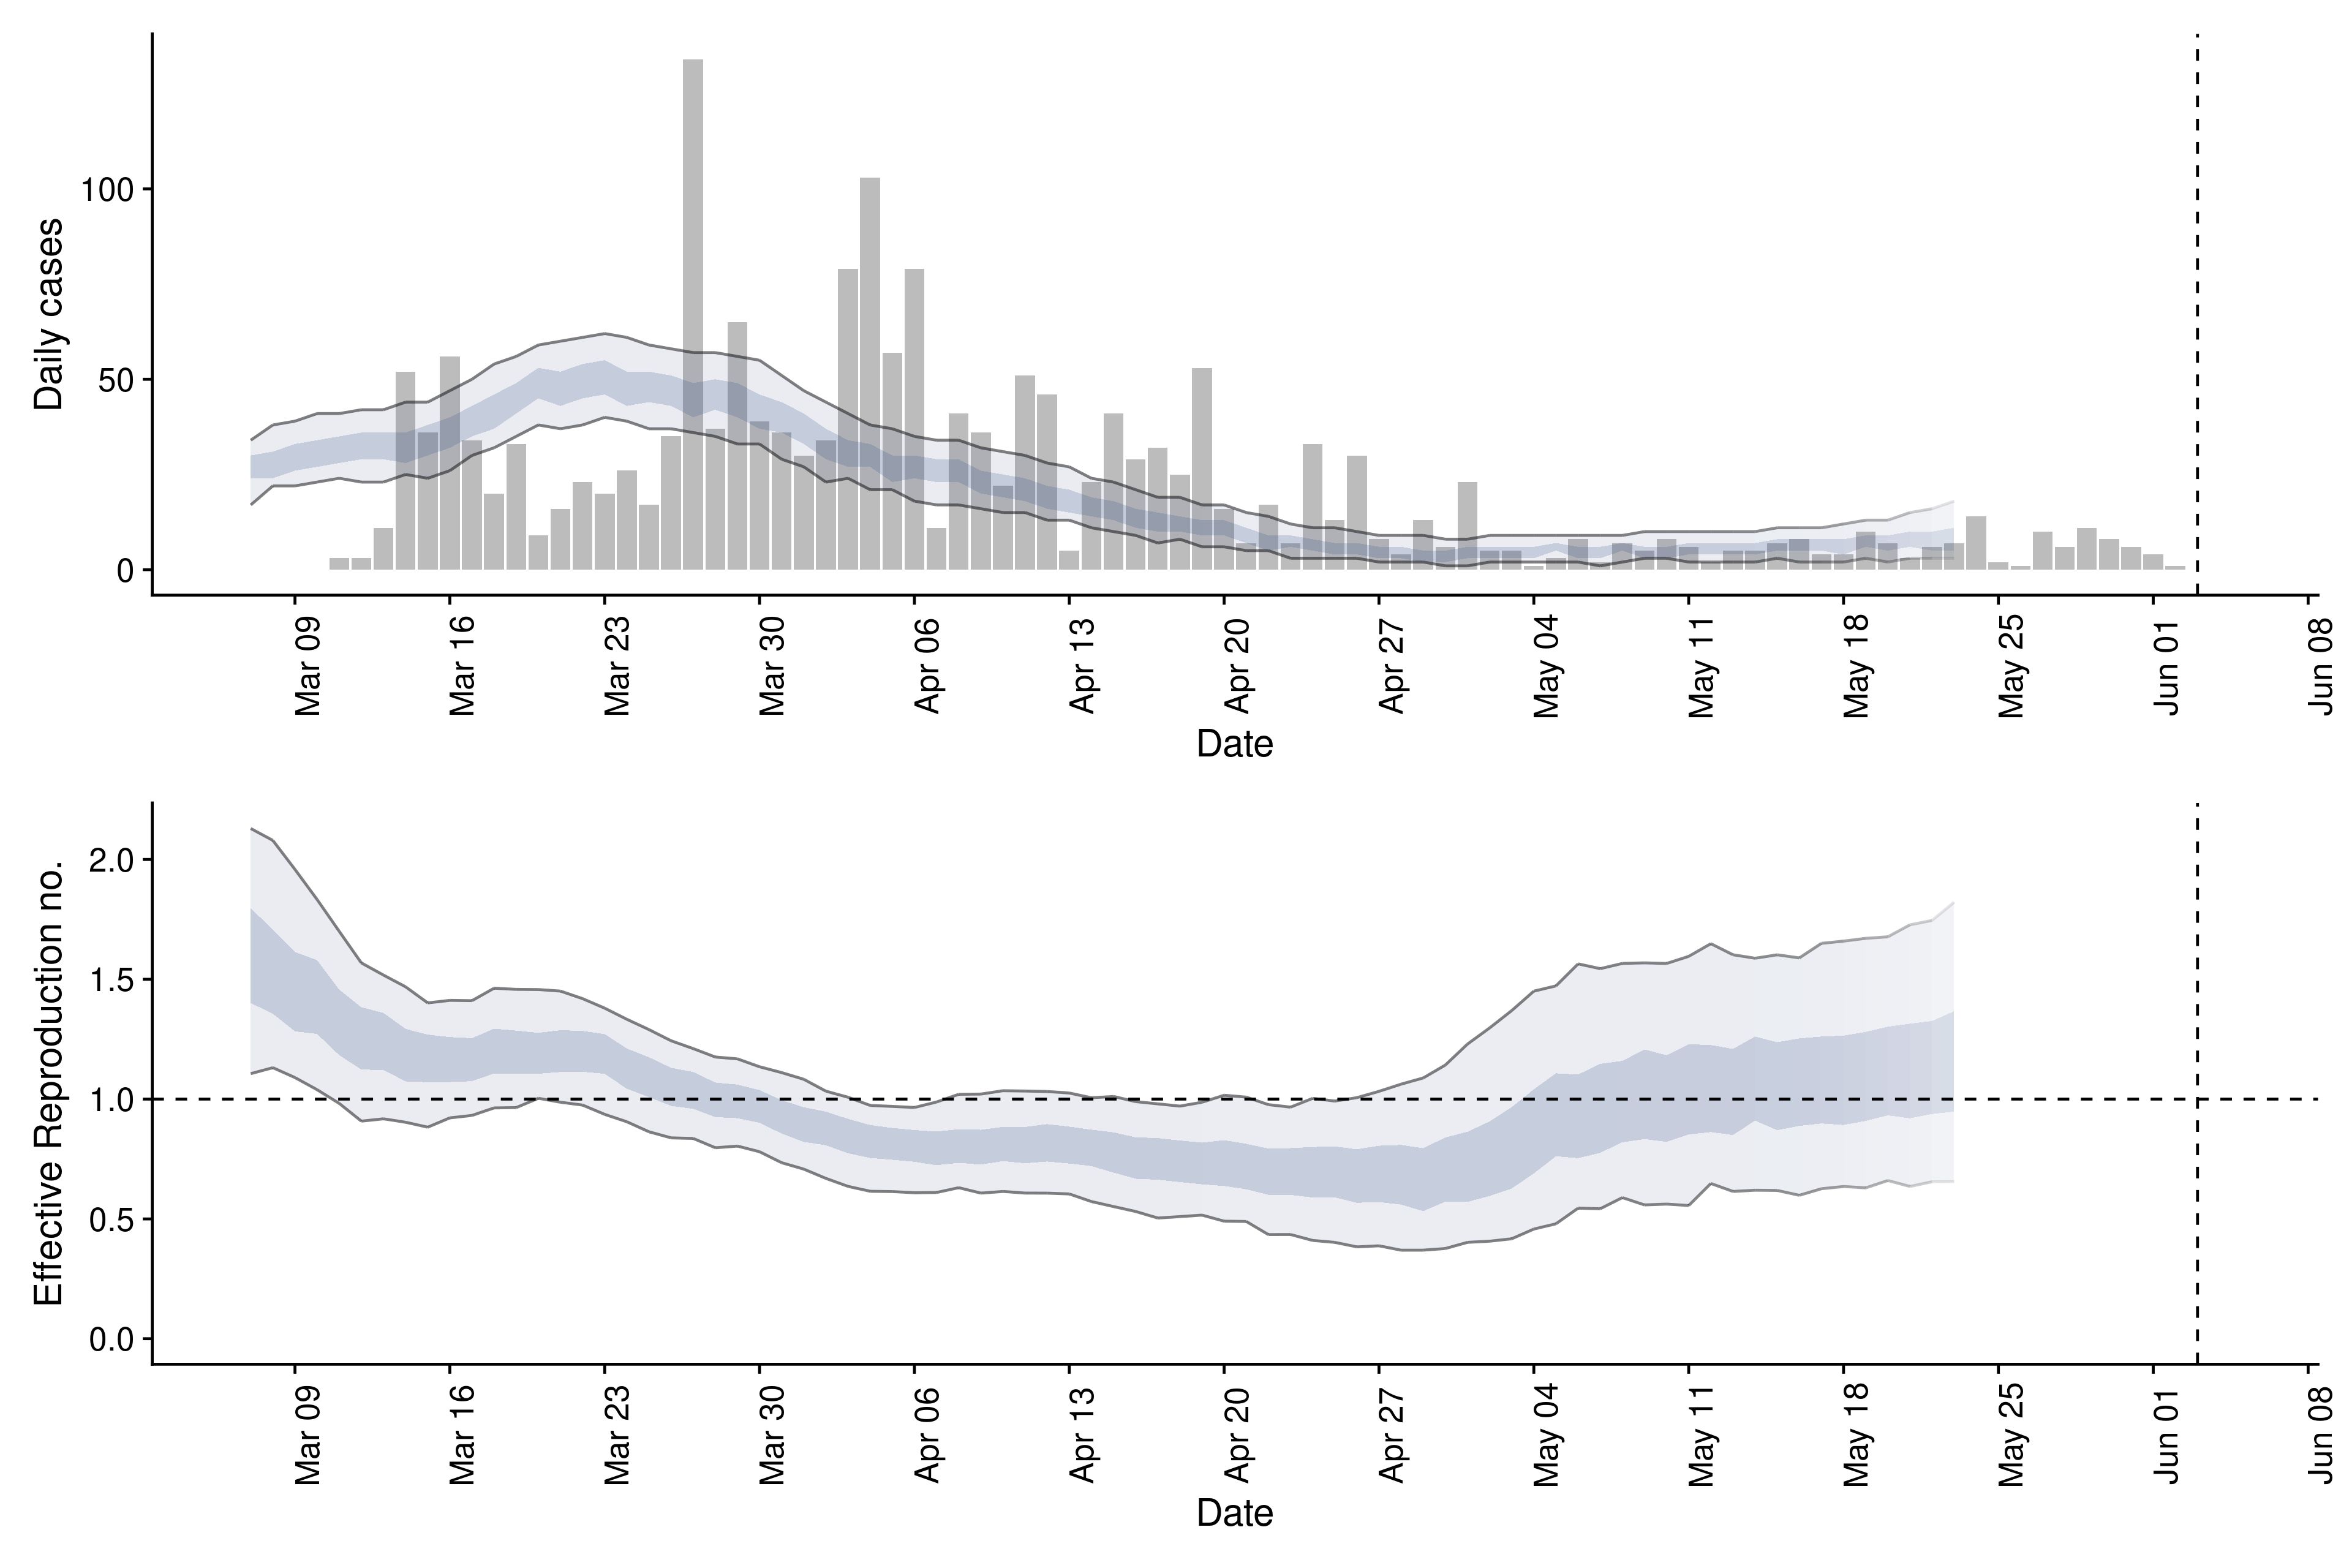 Daily cases
100
50
0
Mar 09
Mar 16
Mar 23
Mar 30
Apr 06
Apr 13
Apr 20
Apr 27
May 04
May 11
May 18
May 25
Jun 01
Jun 08
Date
Effective Reproduction no.
2.0
1.5
1.0
0.5
0.0
Mar 09
Mar 16
Mar 23
Mar 30
Apr 06
Apr 13
Apr 20
Apr 27
May 04
May 11
May 18
May 25
Jun 01
Jun 08
Date